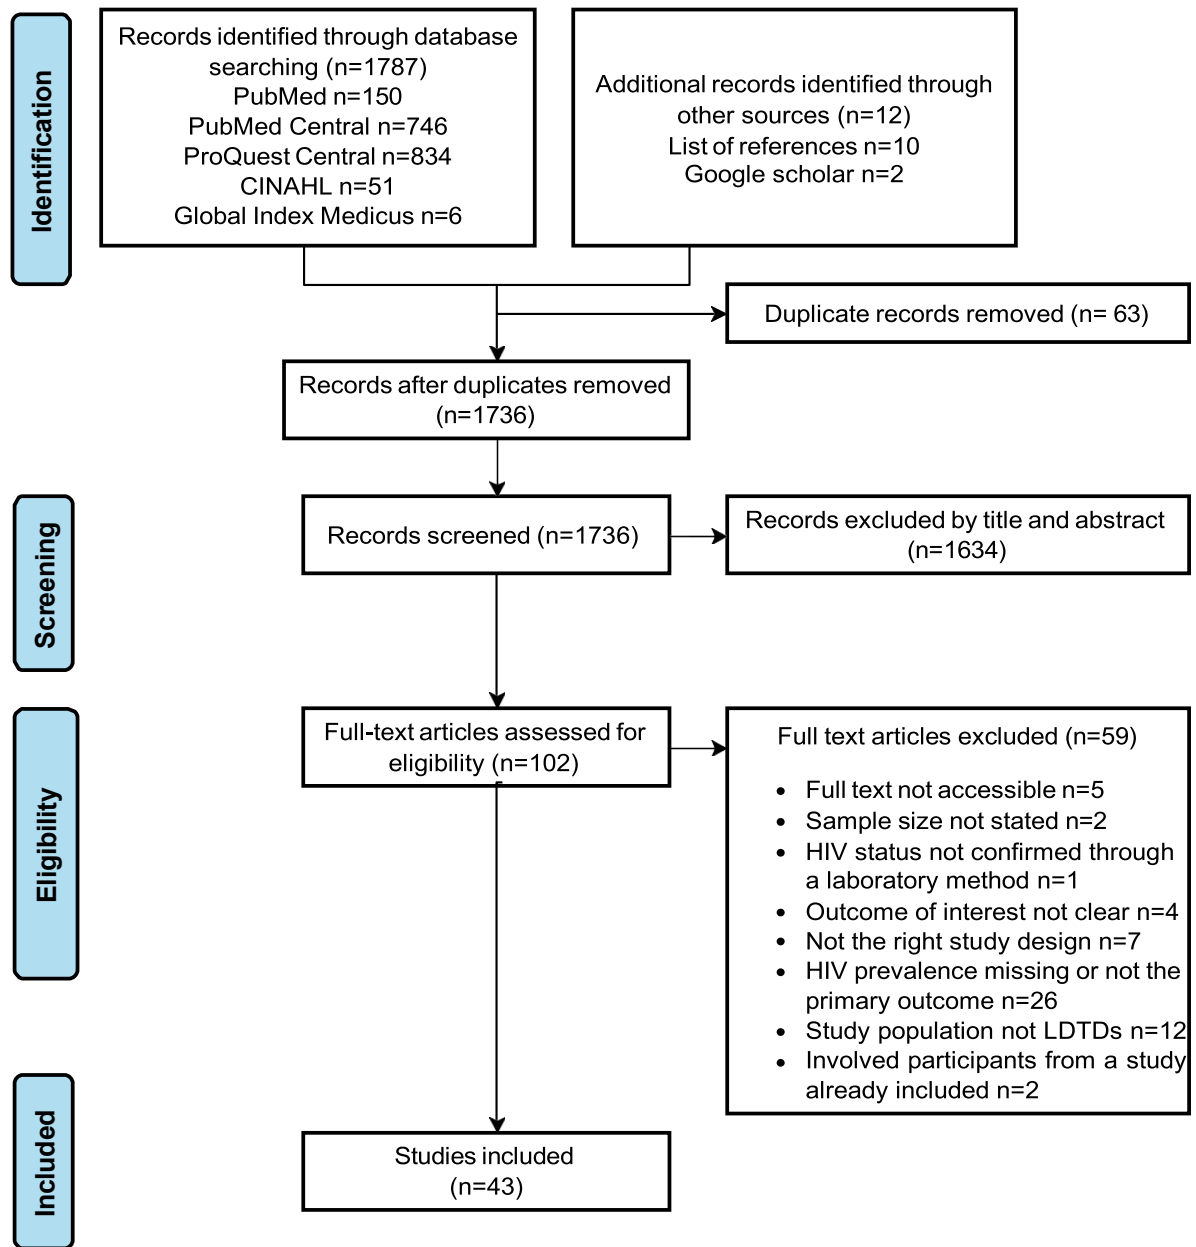 Identification
Records identified through database
searching (n=1787)
PubMed n=150
PubMed Central n=746
ProQuest Central n=834
CINAHL n=51
Global Index Medicus n=6
Additional records identified through
other sources (n=12)
List of references n=10
Google scholar n=2
Duplicate records removed (n= 63)
Records after duplicates removed
(n=1736)
Screening
Records screened (n=1736)
Records excluded by title and abstract
(n=1634)
Eligibility
Full-text articles assessed for
eligibility (n=102)
Full text articles excluded (n=59)
• Full text not accessible n=5
• Sample size not stated n=2
• HIV status not confirmed through
a laboratory method n=1
• Outcome of interest not clear n=4
• Not the right study design n=7
• HIV prevalence missing or not the
primary outcome n=26
• Study population not LDTDs n=12
• Involved participants from a study
already included n=2
Included
Studies included
(n=43)